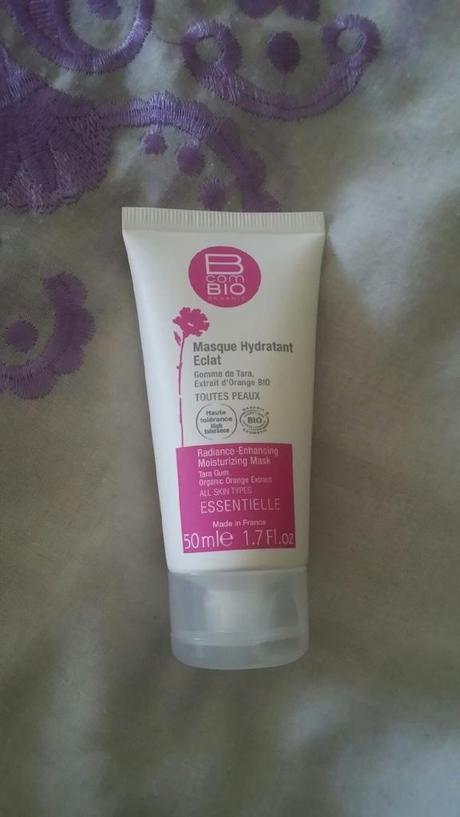 B
com
BIO
ORGANIC
Masque Hydratant
Eclat
Gomme de Tara,
Extrait d'Orange BIO
TOUTES PEAUX
Haute
tolérance
High
tolerance
BIO
Radiance-Enhancing
Moisturizing Mask
Tara Gum
Organic Orange Extract
ALL SKIN TYPES
ESSENTIELLE
Made in France
50 ml℮ 1.7 Fl.oz